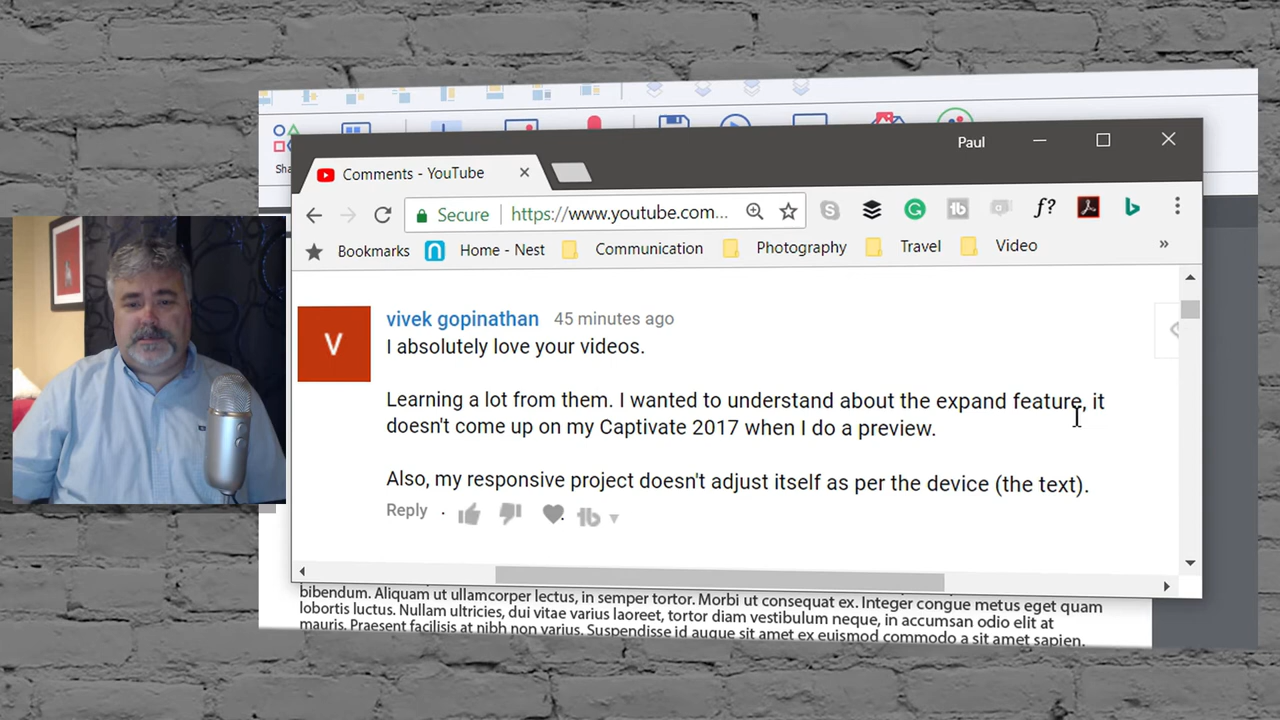 Sha
Paul
Comments - YouTube
Secure https://www.youtube.com...
f?
Bookmarks Home - Nest Communication Photography Travel Video »
V
vivek gopinathan 45 minutes ago
I absolutely love your videos.
Learning a lot from them. I wanted to understand about the expand feature, it
doesn't come up on my Captivate 2017 when I do a preview.
Also, my responsive project doesn't adjust itself as per the device (the text).
Reply
bibendum. Aliquam ut ullamcorper lectus, in semper tortor. Morbi ut consequat ex. Integer congue metus eget quam
lobortis luctus. Nullam ultricies, dui vitae varius laoreet, tortor diam vestibulum neque, in accumsan odio elit at
mauris. Praesent facilisis at nibh non varius. Suspendisse id augue sit amet ex euismod commodo a sit amet sapien.